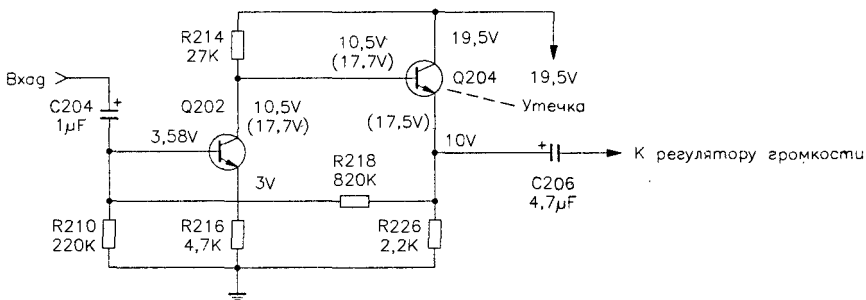 R214
27K
10,5V
(17,7V)
19,5V
Q204
19,5V
Вход
C204
1µF
Q202
10,5V
(17,7V)
Утечка
3,58V
(17,5V)
10V
К регулятору громкости
R218
820K
3V
C206
4,7µF
R210
220K
R216
4,7K
R226
2,2K